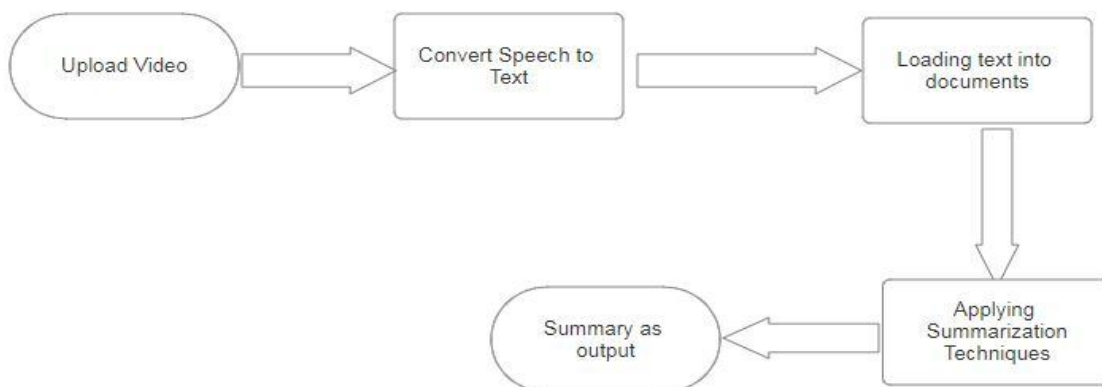 Upload Video
Convert Speech to
Text
Loading text into
documents
Applying
Summarization
Techniques
Summary as
output